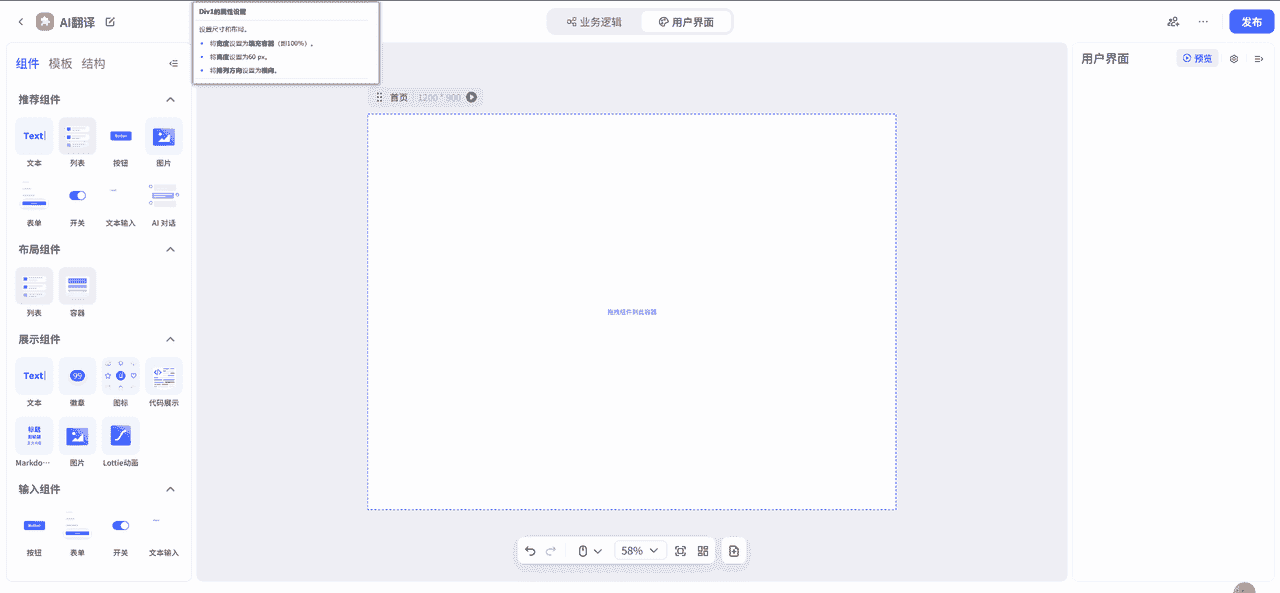 AI翻译
Div1的属性设置
设置尺寸和布局。
将宽度设置为填充容器（即100%）。
将高度设置为60 px。
将排列方向设置为横向。
业务逻辑
用户界面
发布
组件 模板 结构
推荐组件
Text
Button
文本 列表 按钮 图片
表单 开关 文本输入 AI 对话
布局组件
列表 容器
展示组件
Text
99
文本 徽章 图标 代码展示
标题
Markdo… 图片 Lottie动画
输入组件
Button
按钮 表单 开关 文本输入
首页 1200 * 900
拖拽组件到此容器
58%
用户界面
预览